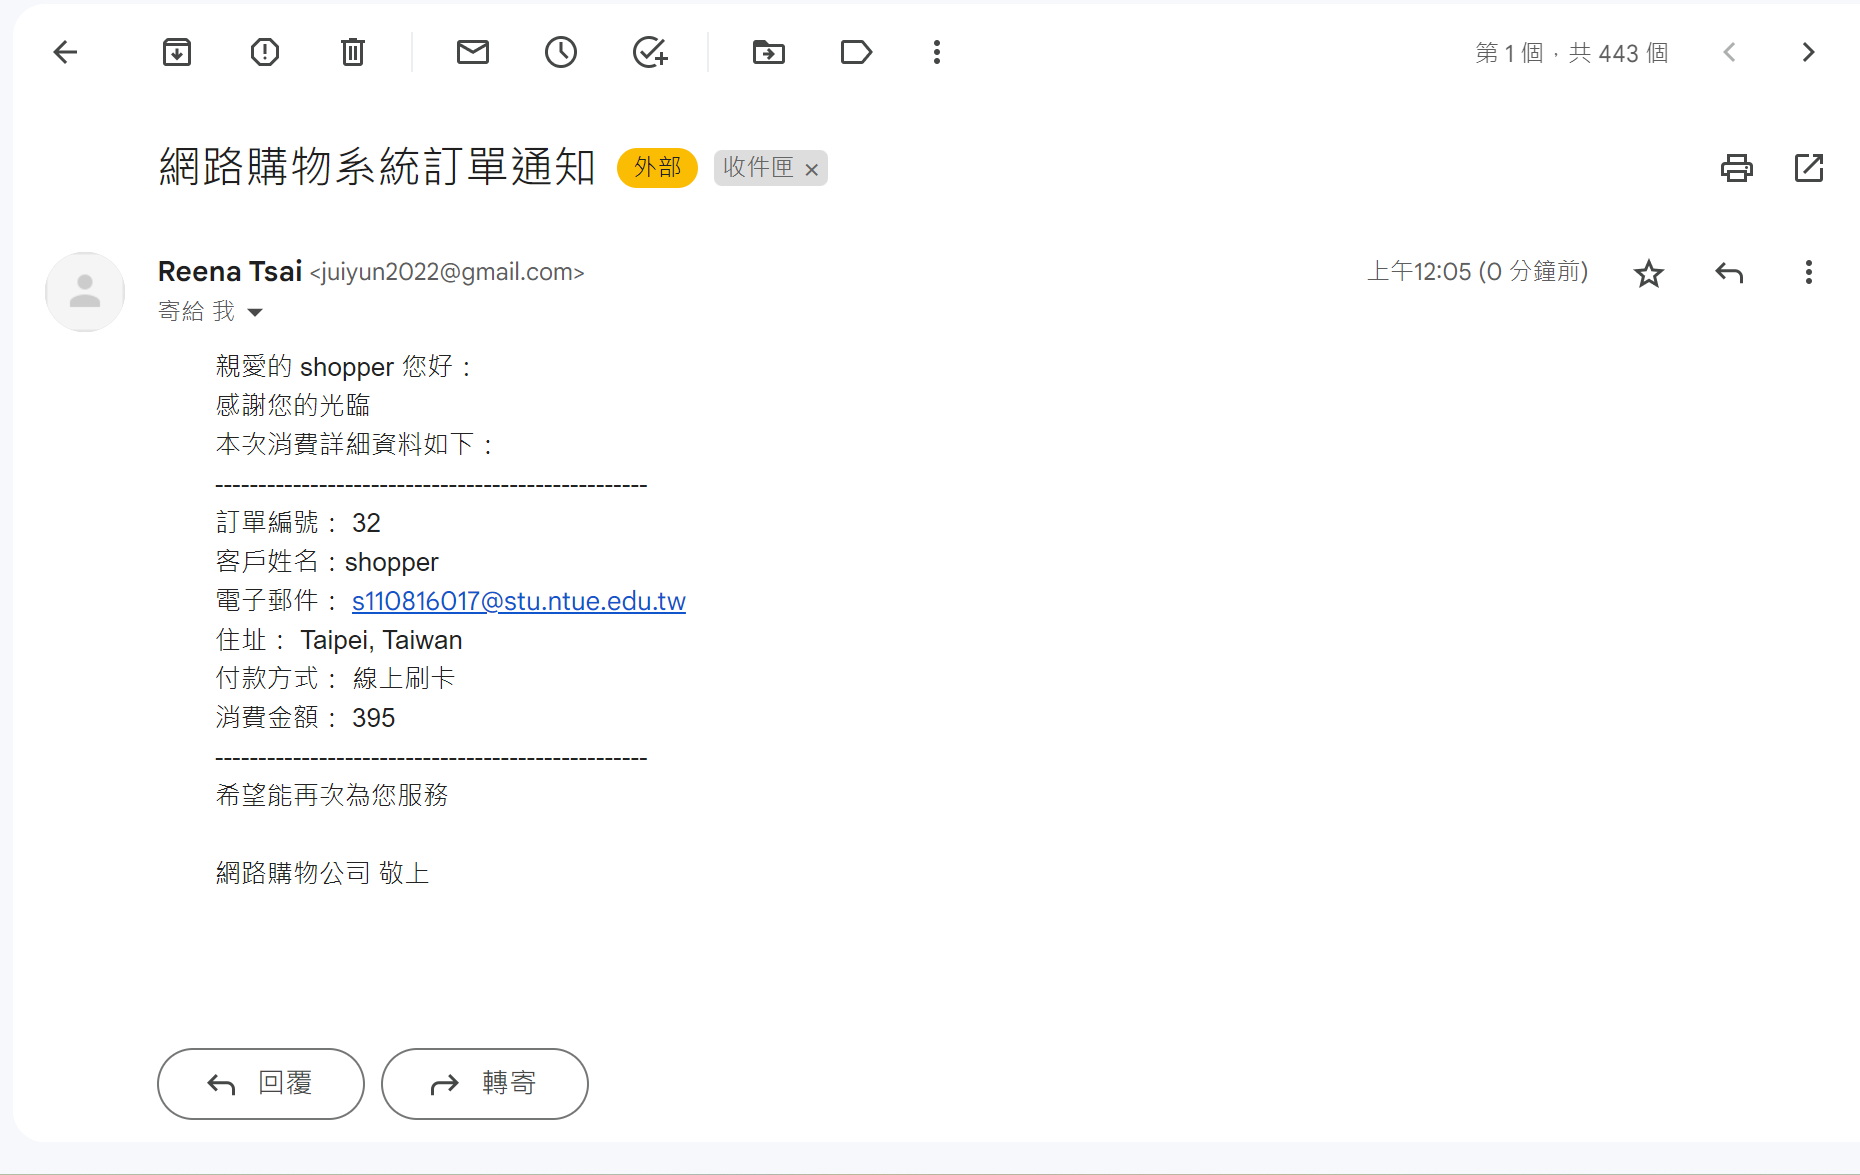 第 1 個，共 443 個
網路購物系統訂單通知 外部 收件匣 ×
Reena Tsai <juiyun2022@gmail.com> 上午12:05 (0 分鐘前)
寄給 我
親愛的 shopper 您好：
感謝您的光臨
本次消費詳細資料如下：
--------------------------------------------------
訂單編號： 32
客戶姓名：shopper
電子郵件： s110816017@stu.ntue.edu.tw
住址： Taipei, Taiwan
付款方式： 線上刷卡
消費金額： 395
--------------------------------------------------
希望能再次為您服務
網路購物公司 敬上
回覆 轉寄